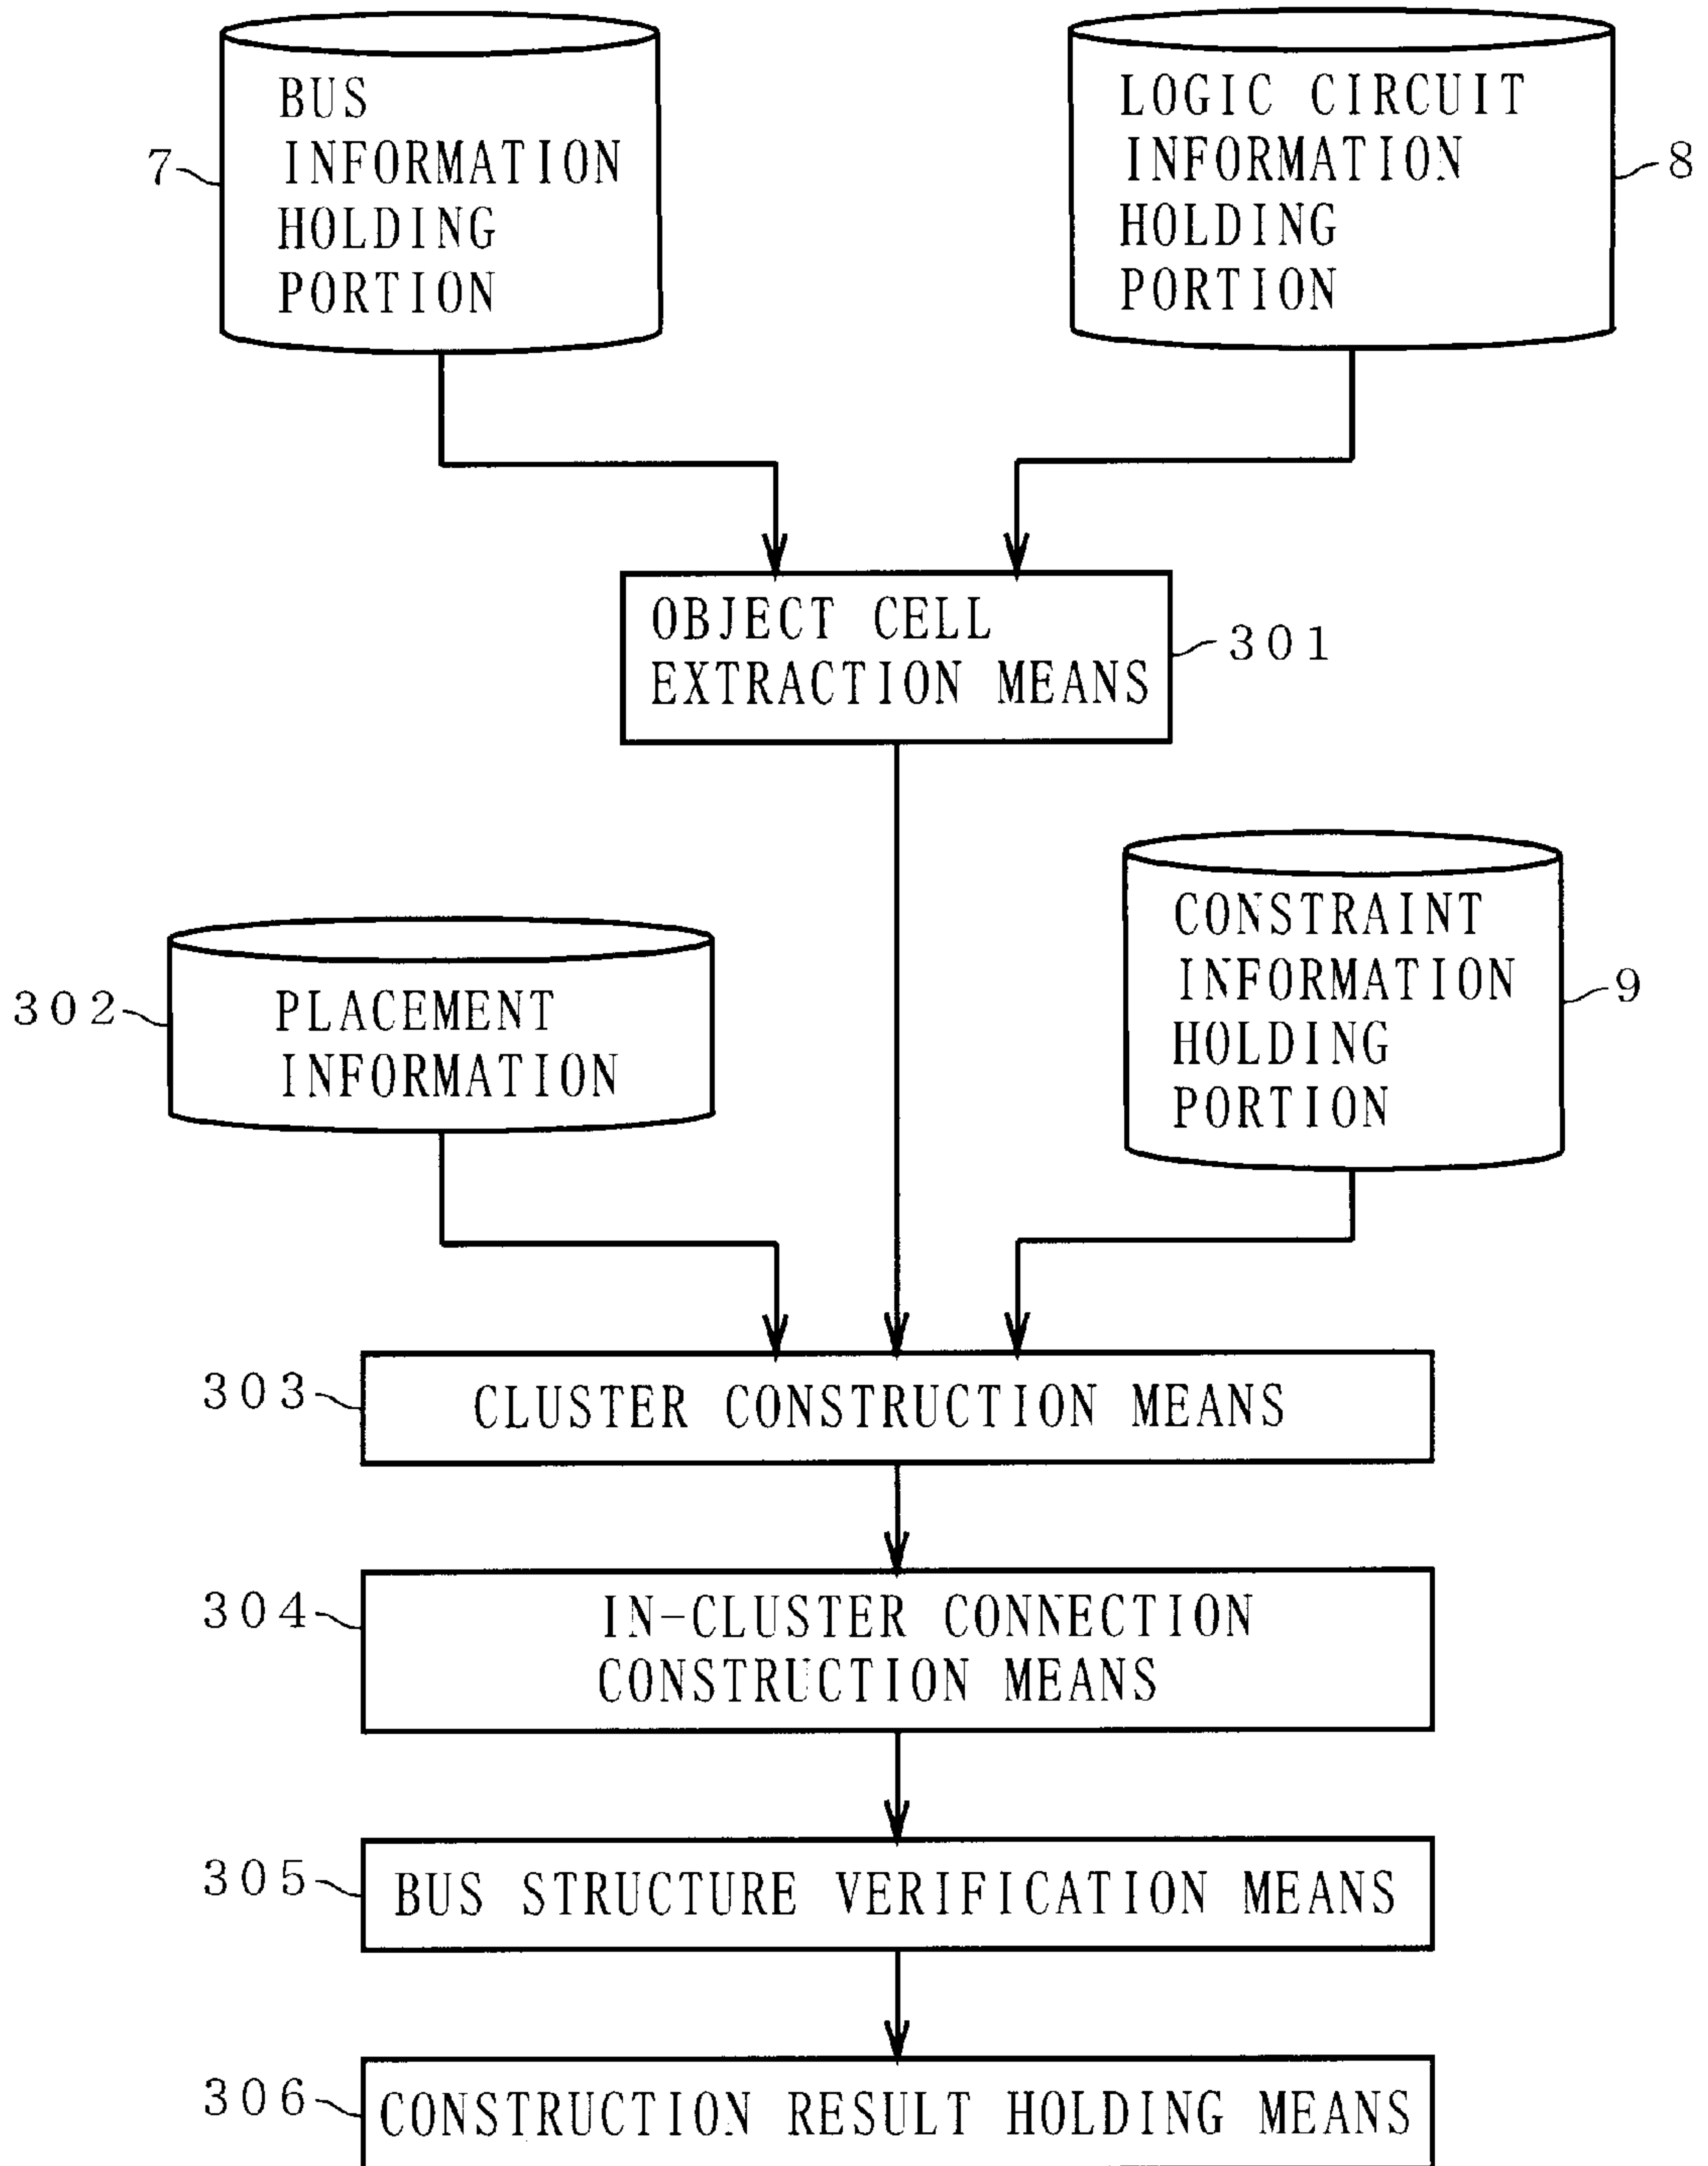 BUS
INFORMATION
HOLDING
PORTION
7
LOGIC CIRCUIT
INFORMATION
HOLDING
PORTION
8
OBJECT CELL
EXTRACTION MEANS
301
302
PLACEMENT
INFORMATION
CONSTRAINT
INFORMATION
HOLDING
PORTION
9
303
CLUSTER CONSTRUCTION MEANS
304
IN-CLUSTER CONNECTION
CONSTRUCTION MEANS
305
BUS STRUCTURE VERIFICATION MEANS
306
CONSTRUCTION RESULT HOLDING MEANS